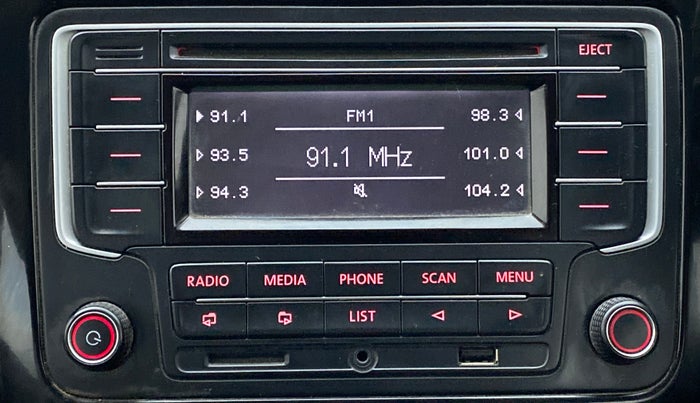 EJECT
91.1 FM1 98.3
93.5 91.1 MHz 101.0
94.3 104.2
RADIO MEDIA PHONE SCAN MENU
LIST